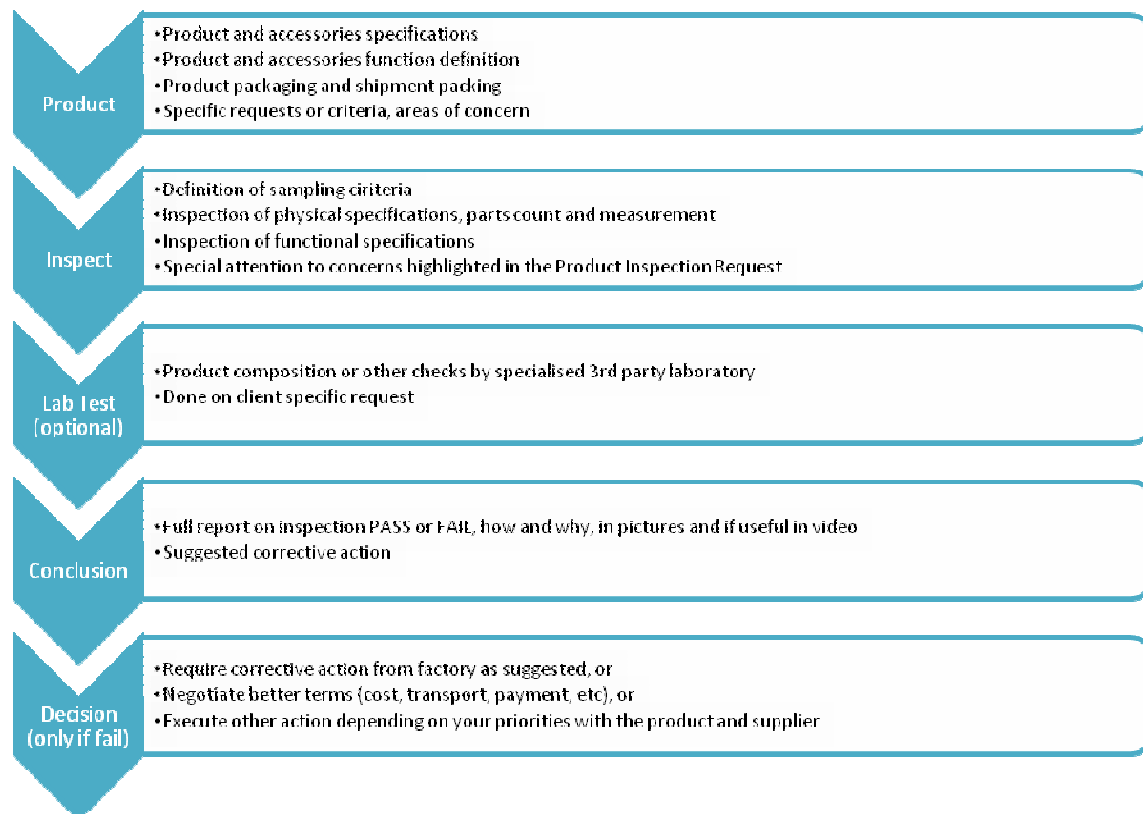 Product
•Product and accessories specifications
•Product and accessories function definition
•Product packaging and shipment packing
•Specific requests or criteria, areas of concern
Inspect
•Definition of sampling ciriteria
•Inspection of physical specifications, parts count and measurement
•Inspection of functional specifications
•Special attention to concerns highlighted in the Product Inspection Request
Lab Test
(optional)
•Product composition or other checks by specialised 3rd party laboratory
•Done on client specific request
Conclusion
•Full report on inspection PASS or FAIL, how and why, in pictures and if useful in video
•Suggested corrective action
Decision
(only if fail)
•Require corrective action from factory as suggested, or
•Negotiate better terms (cost, transport, payment, etc), or
•Execute other action depending on your priorities with the product and supplier